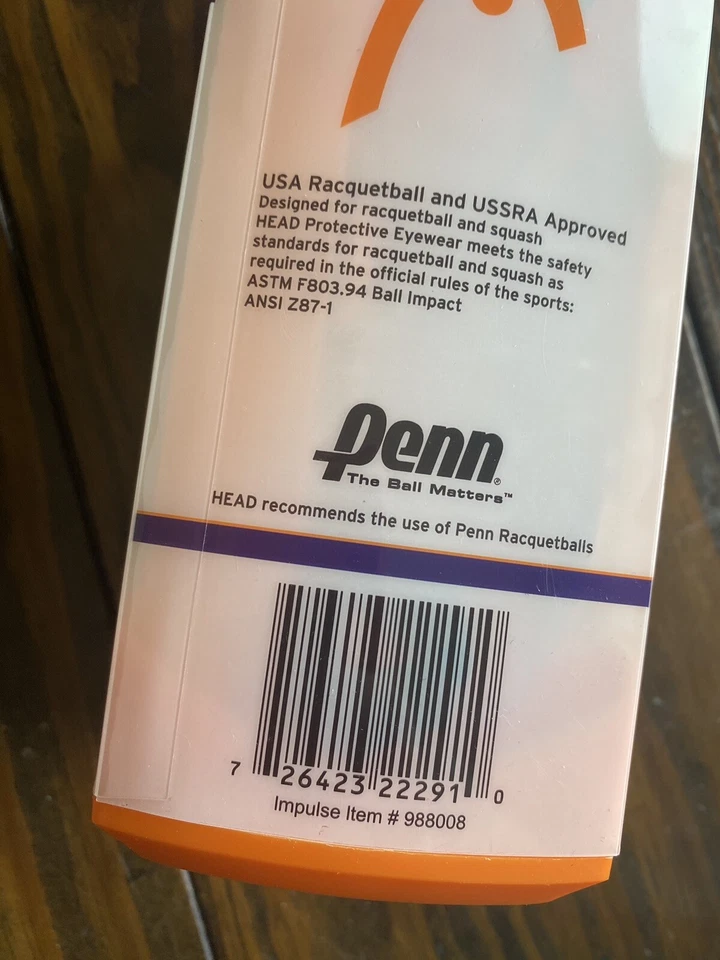 USA Racquetball and USSRA Approved
Designed for racquetball and squash
HEAD Protective Eyewear meets the safety
standards for racquetball and squash as
required in the official rules of the sports:
ASTM F803.94 Ball Impact
ANSI Z87-1
Penn®
The Ball Matters™
HEAD recommends the use of Penn Racquetballs
7 26423 22291 0
Impulse Item # 988008